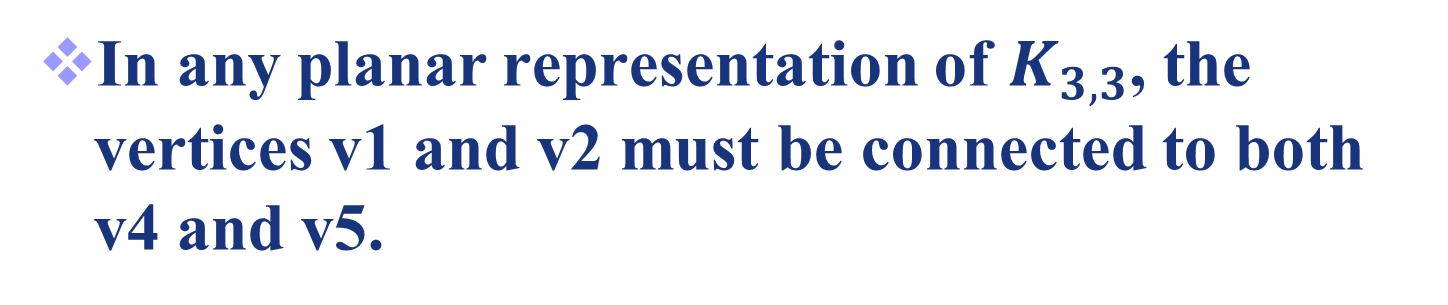 ❖In any planar representation of K₃,₃, the
vertices v1 and v2 must be connected to both
v4 and v5.